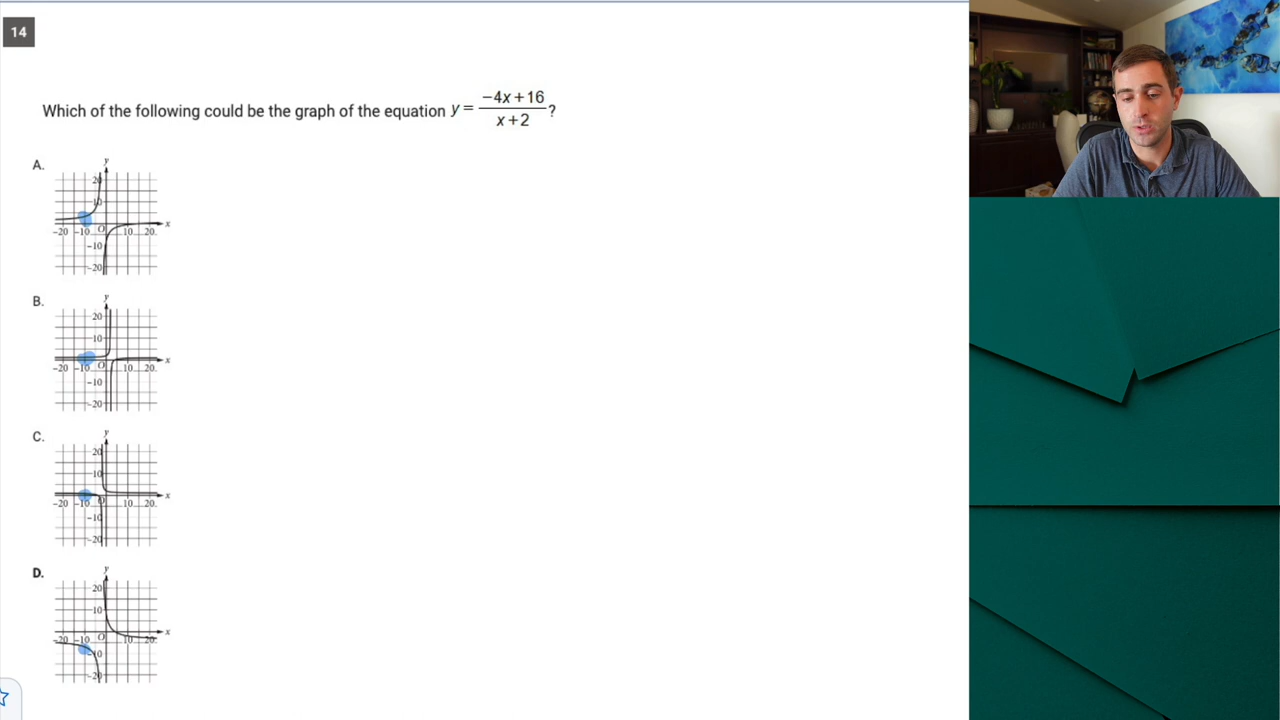 14
Which of the following could be the graph of the equation y = −4x+16 / x+2 ?
A.
y
20
10
x
−20 −10 O 10 20
−10
−20
B.
y
20
10
x
−20 −10 O 10 20
−10
−20
C.
y
20
10
x
−20 −10 O 10 20
−10
−20
D.
y
20
10
x
−20 −10 O 10 20
−10
−20